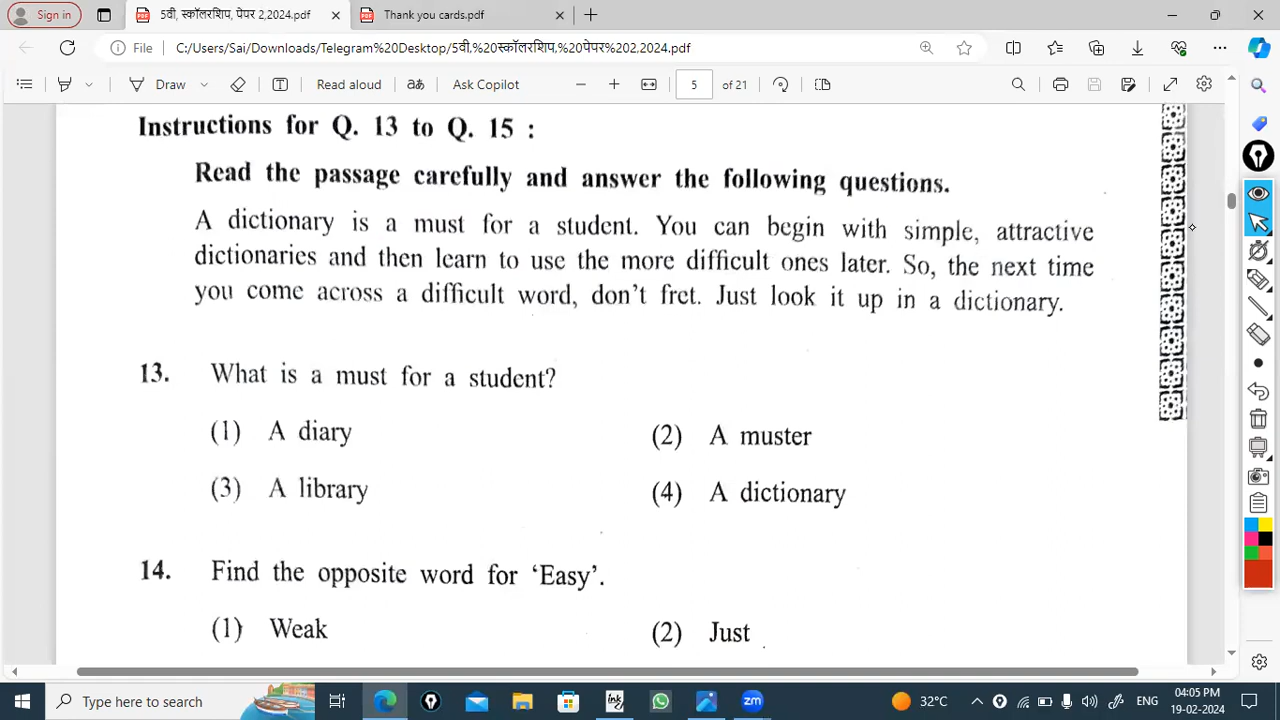 Sign in
5वी, स्कॉलरशिप, पेपर 2,2024.pdf
Thank you cards.pdf
File
C:/Users/Sai/Downloads/Telegram%20Desktop/5वी,%20स्कॉलरशिप,%20पेपर%202,2024.pdf
Draw
Read aloud
aあ
Ask Copilot
5 of 21
Instructions for Q. 13 to Q. 15 :
Read the passage carefully and answer the following questions.
A dictionary is a must for a student. You can begin with simple, attractive
dictionaries and then learn to use the more difficult ones later. So, the next time
you come across a difficult word, don’t fret. Just look it up in a dictionary.
13. What is a must for a student?
(1) A diary (2) A muster
(3) A library (4) A dictionary
14. Find the opposite word for ‘Easy’.
(1) Weak (2) Just
Type here to search
ink
zm
32°C
ENG
04:05 PM
19-02-2024